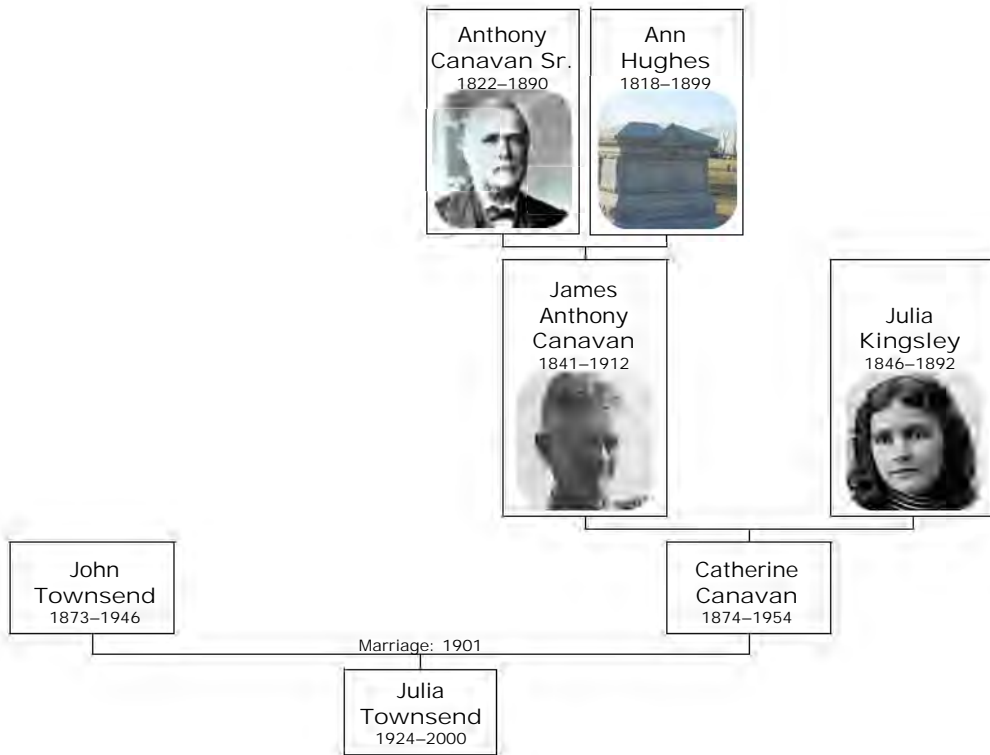 Anthony
Canavan Sr.
1822–1890
Ann
Hughes
1818–1899
James
Anthony
Canavan
1841–1912
Julia
Kingsley
1846–1892
John
Townsend
1873–1946
Catherine
Canavan
1874–1954
Marriage: 1901
Julia
Townsend
1924–2000